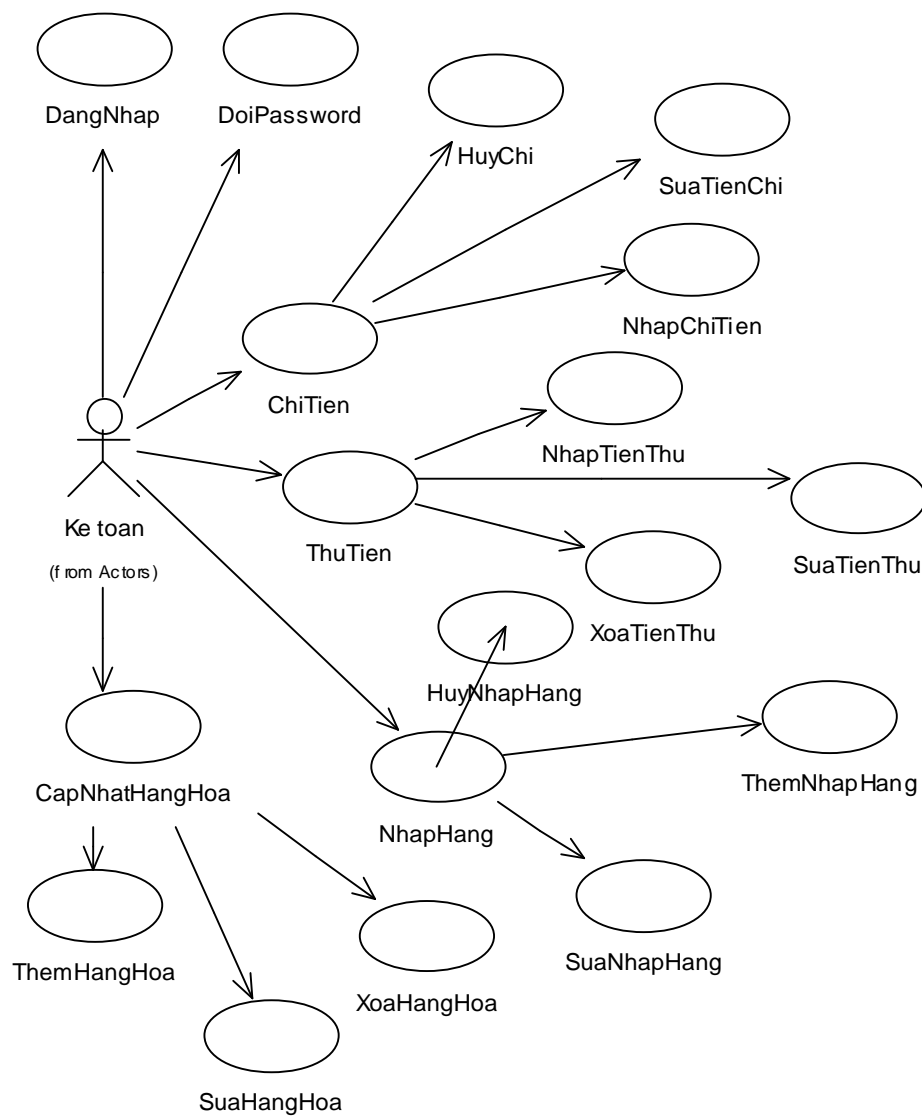 DangNhap
DoiPassword
HuyChi
SuaTienChi
NhapChiTien
ChiTien
NhapTienThu
Ke toan
(from Actors)
ThuTien
SuaTienThu
XoaTienThu
HuyNhapHang
ThemNhapHang
CapNhatHangHoa
NhapHang
SuaNhapHang
ThemHangHoa
XoaHangHoa
SuaHangHoa